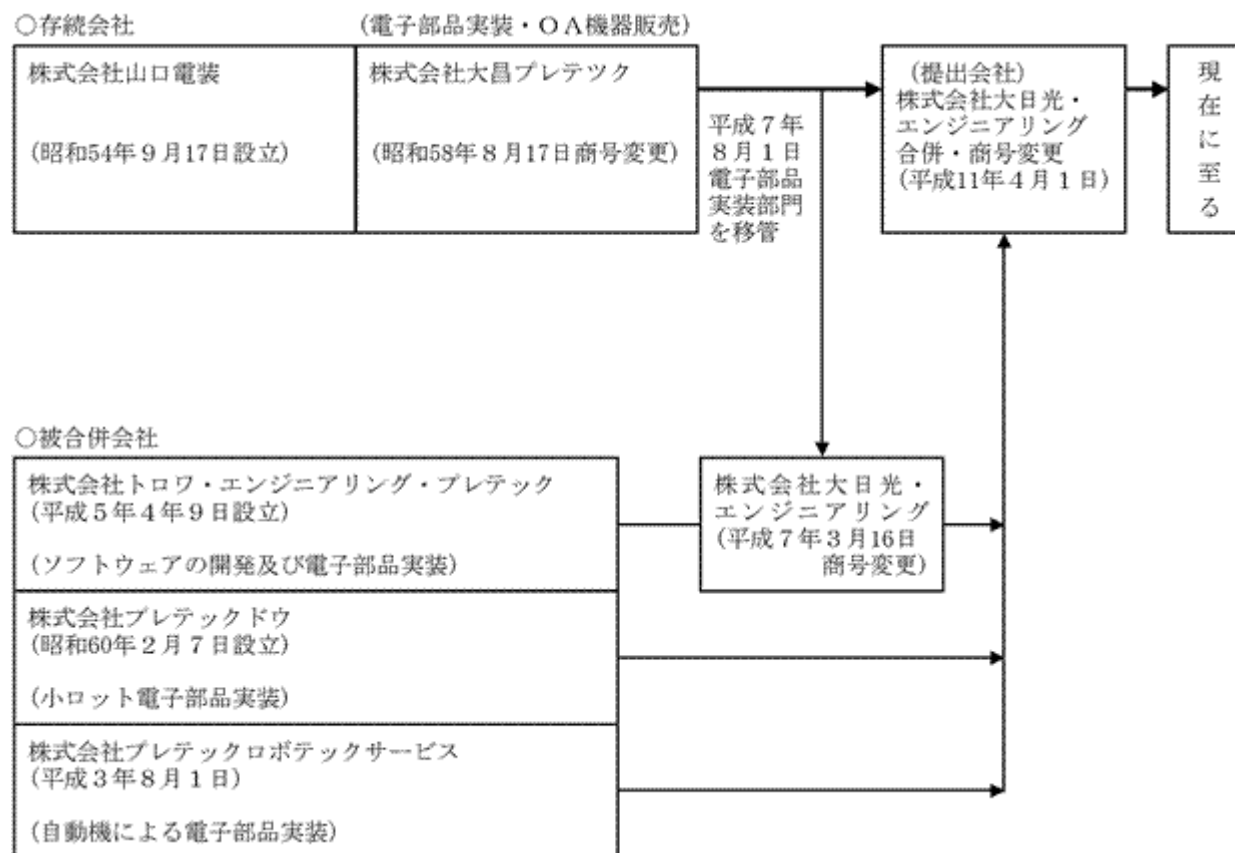 ○存続会社
(電子部品実装・ＯＡ機器販売)
株式会社山口電装
(昭和54年９月17日設立)
株式会社大昌プレテツク
(昭和58年８月17日商号変更)
平成７年
８月１日
電子部品
実装部門
を移管
(提出会社)
株式会社大日光・
エンジニアリング
合併・商号変更
(平成11年４月１日)
現
在
に
至
る
○被合併会社
株式会社トロワ・エンジニアリング・プレテック
(平成５年４年９日設立)
(ソフトウェアの開発及び電子部品実装)
株式会社大日光・
エンジニアリング
(平成７年３月16日
商号変更)
株式会社プレテックドウ
(昭和60年２月７日設立)
(小ロット電子部品実装)
株式会社プレテックロボテックサービス
(平成３年８月１日)
(自動機による電子部品実装)